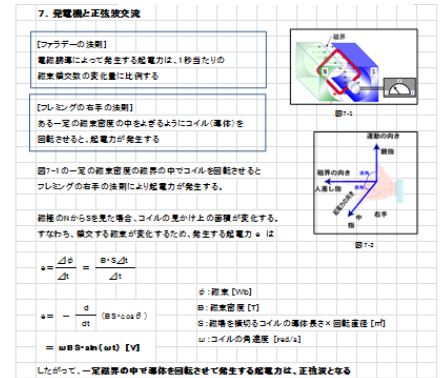 7. 発電機と正弦波交流
[ファラデーの法則]
電磁誘導によって発生する起電力は、1秒当たりの
磁束鎖交数の変化量に比例する
磁界
N
S
図7-1
[フレミングの右手の法則]
ある一定の磁束密度の中をよぎるようにコイル(導体)を
回転させると、起電力が発生する
図7-1の一定の磁束密度の磁界の中でコイルを回転させると
フレミングの右手の法則により起電力が発生する。
磁極のNからSを見た場合、コイルの見かけ上の面積が変化する。
すなわち、鎖交する磁束が変化するため、発生する起電力 e は
運動の向き
親指
磁界の向き
人差し指
起電力の向き
中
指
右手
図7-2
e= ⊿φ/⊿t = B・S⊿t/⊿t
e= − d/dt (BS・cosθ)
= ωBS・sin(ωt) [V]
φ:磁束 [Wb]
B:磁束密度 [T]
S:磁場を横切るコイルの導体長さ×回転直径 [㎡]
ω:コイルの角速度 [rad/s]
したがって、一定磁界の中で導体を回転させて発生する起電力は、正弦波となる